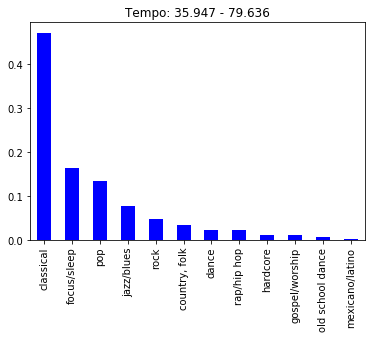 Tempo: 35.947 - 79.636
0.4
0.3
0.2
0.1
0.0
classical
focus/sleep
pop
jazz/blues
rock
country, folk
dance
rap/hip hop
hardcore
gospel/worship
old school dance
mexicano/latino